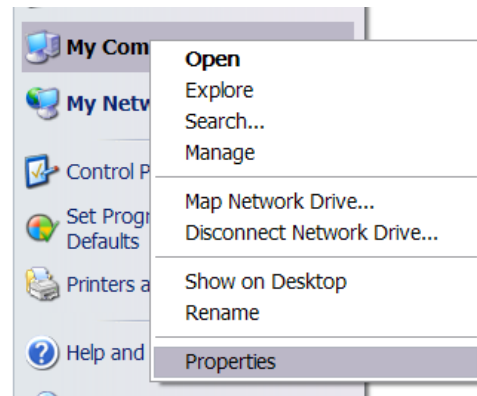 My Com
Open
Explore
My Netw
Search...
Manage
Control P
Map Network Drive...
Set Progr
Disconnect Network Drive...
Defaults
Printers a
Show on Desktop
Rename
Help and
Properties